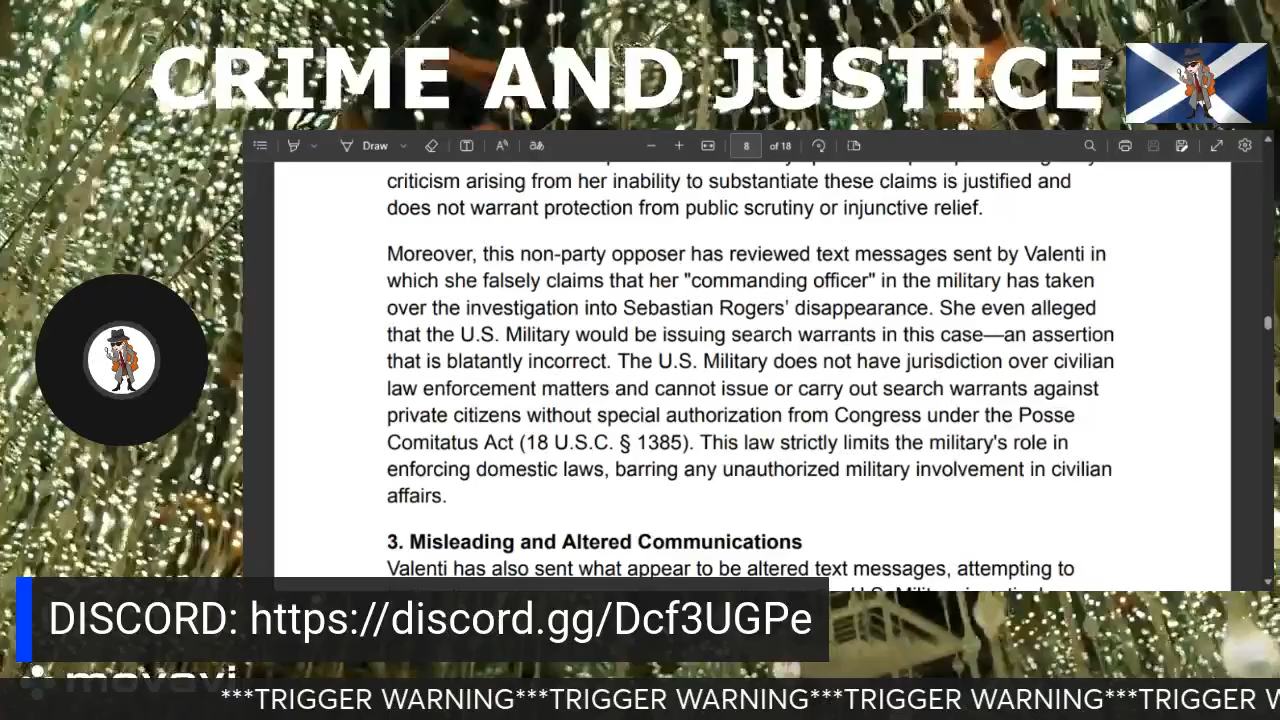 CRIME AND JUSTICE
Draw
8
of 18
criticism arising from her inability to substantiate these claims is justified and
does not warrant protection from public scrutiny or injunctive relief.
Moreover, this non-party opposer has reviewed text messages sent by Valenti in
which she falsely claims that her "commanding officer" in the military has taken
over the investigation into Sebastian Rogers' disappearance. She even alleged
that the U.S. Military would be issuing search warrants in this case—an assertion
that is blatantly incorrect. The U.S. Military does not have jurisdiction over civilian
law enforcement matters and cannot issue or carry out search warrants against
private citizens without special authorization from Congress under the Posse
Comitatus Act (18 U.S.C. § 1385). This law strictly limits the military's role in
enforcing domestic laws, barring any unauthorized military involvement in civilian
affairs.
3. Misleading and Altered Communications
Valenti has also sent what appear to be altered text messages, attempting to
DISCORD: https://discord.gg/Dcf3UGPe
movavi
***TRIGGER WARNING***TRIGGER WARNING***TRIGGER WARNING***TRIGGER W